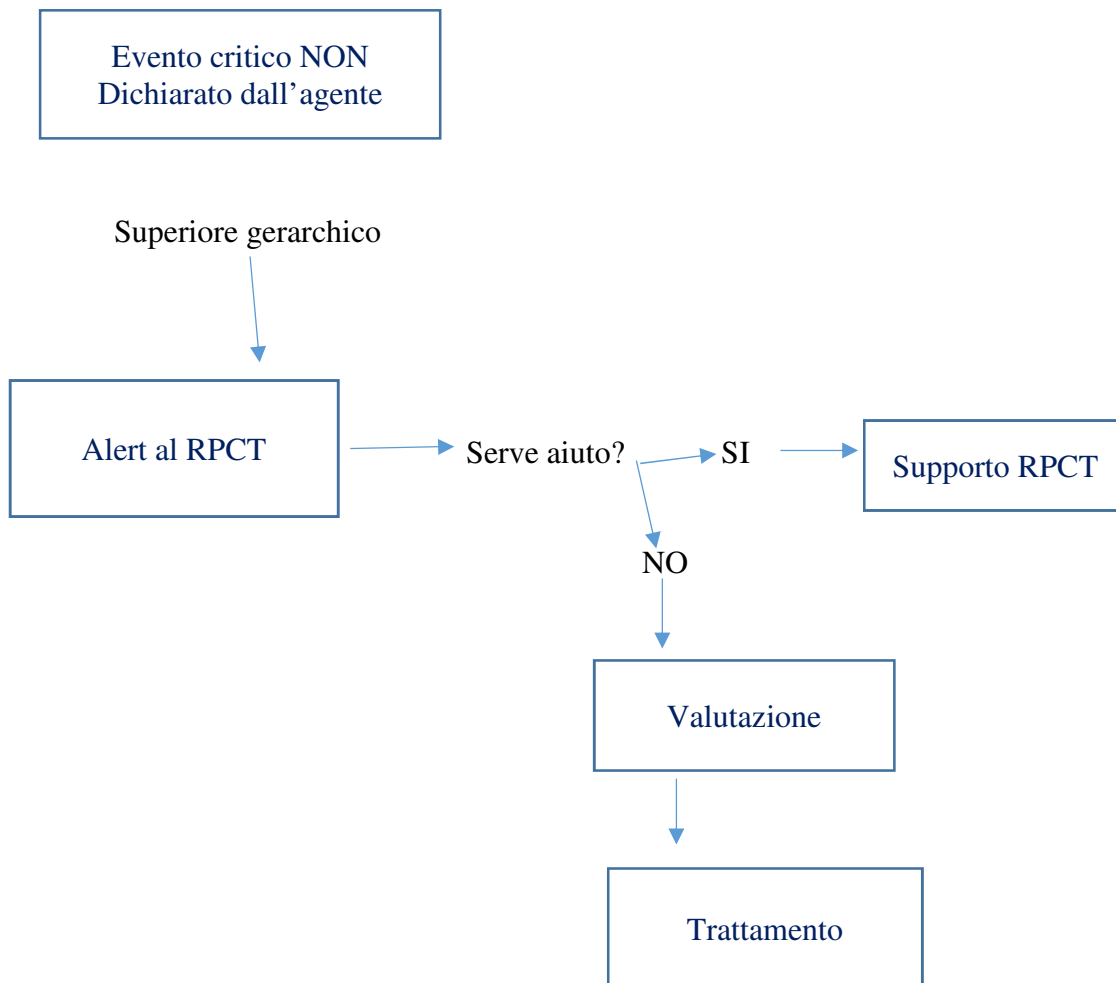 Evento critico NON
Dichiarato dall'agente
Superiore gerarchico
Alert al RPCT
Serve aiuto?
SI
Supporto RPCT
NO
Valutazione
Trattamento